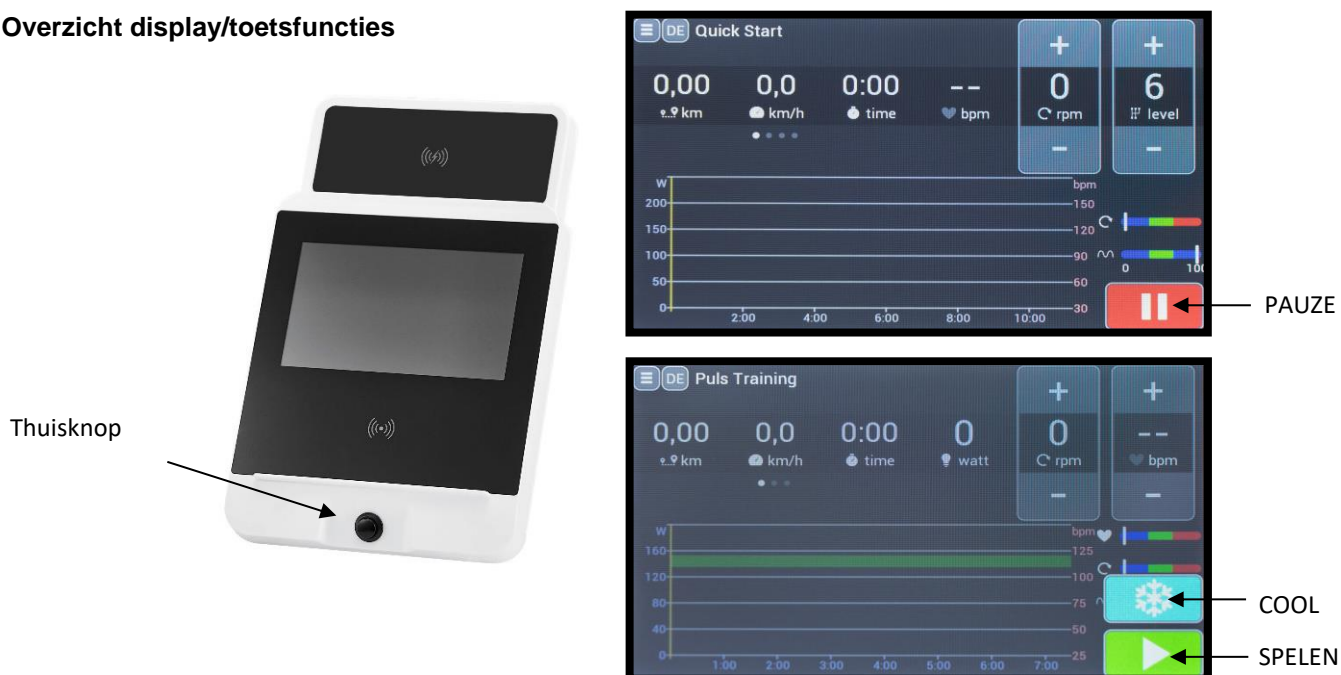 Overzicht display/toetsfuncties
Thuisknop
DE Quick Start
0,00 0,0 0:00 -- 0 6
km km/h time bpm rpm level
+ +
- -
W bpm
200 150
150 120
100 90
50 60
0 30
2:00 4:00 6:00 8:00 10:00
0 100
PAUZE
DE Puls Training
0,00 0,0 0:00 0 0 --
km km/h time watt rpm bpm
+ +
- -
W bpm
160 125
120 100
80 75
40 50
0 25
1:00 2:00 3:00 4:00 5:00 6:00 7:00
COOL
SPELEN